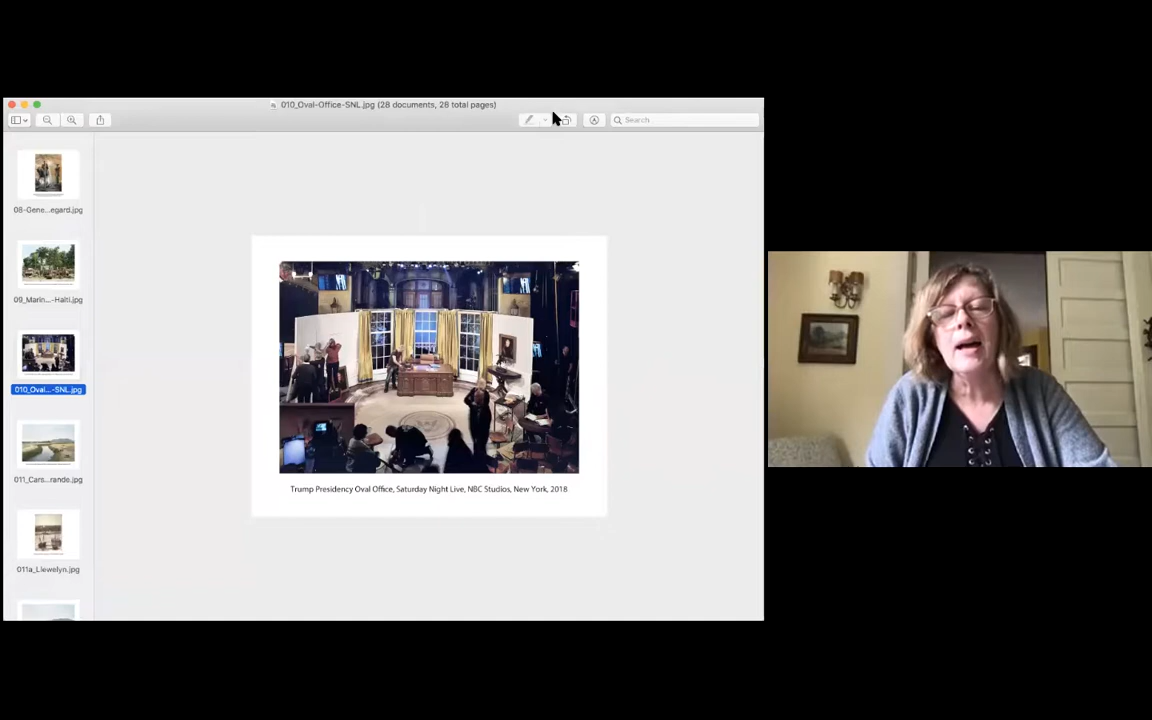 010_Oval-Office-SNL.jpg (28 documents, 28 total pages)
Search
08-Gene...egard.jpg
09_Marin...-Haiti.jpg
010_Oval...-SNL.jpg
011_Cars...rande.jpg
011a_Llewelyn.jpg
Trump Presidency Oval Office, Saturday Night Live, NBC Studios, New York, 2018